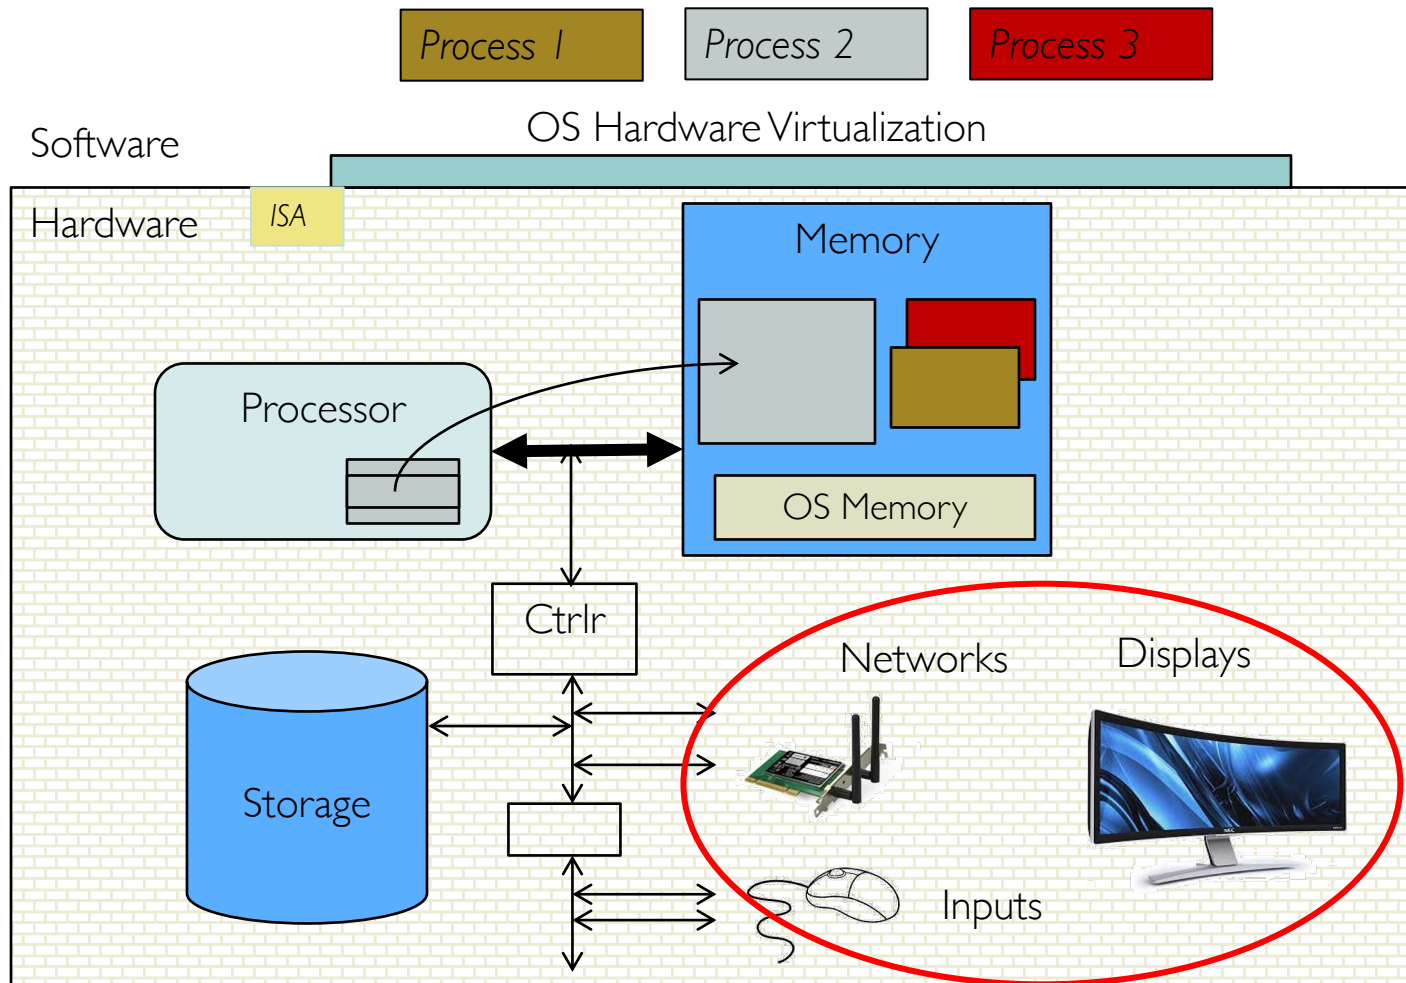 Process 1
Process 2
Process 3
OS Hardware Virtualization
Software
Hardware
ISA
Memory
Processor
OS Memory
Ctrlr
Networks
Displays
Storage
NEC
Inputs